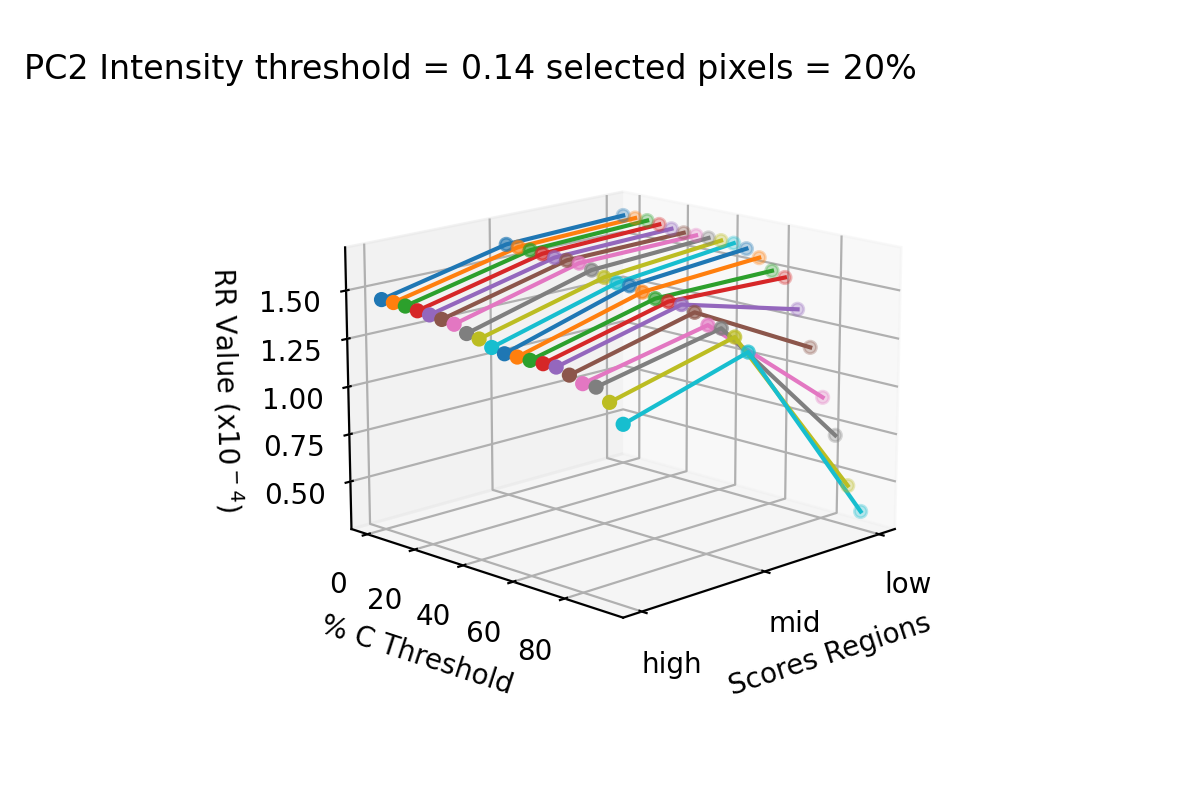 PC2 Intensity threshold = 0.14 selected pixels = 20%
RR Value (x10⁻⁴)
1.50
1.25
1.00
0.75
0.50
0
20
40
60
80
% C Threshold
high
mid
low
Scores Regions